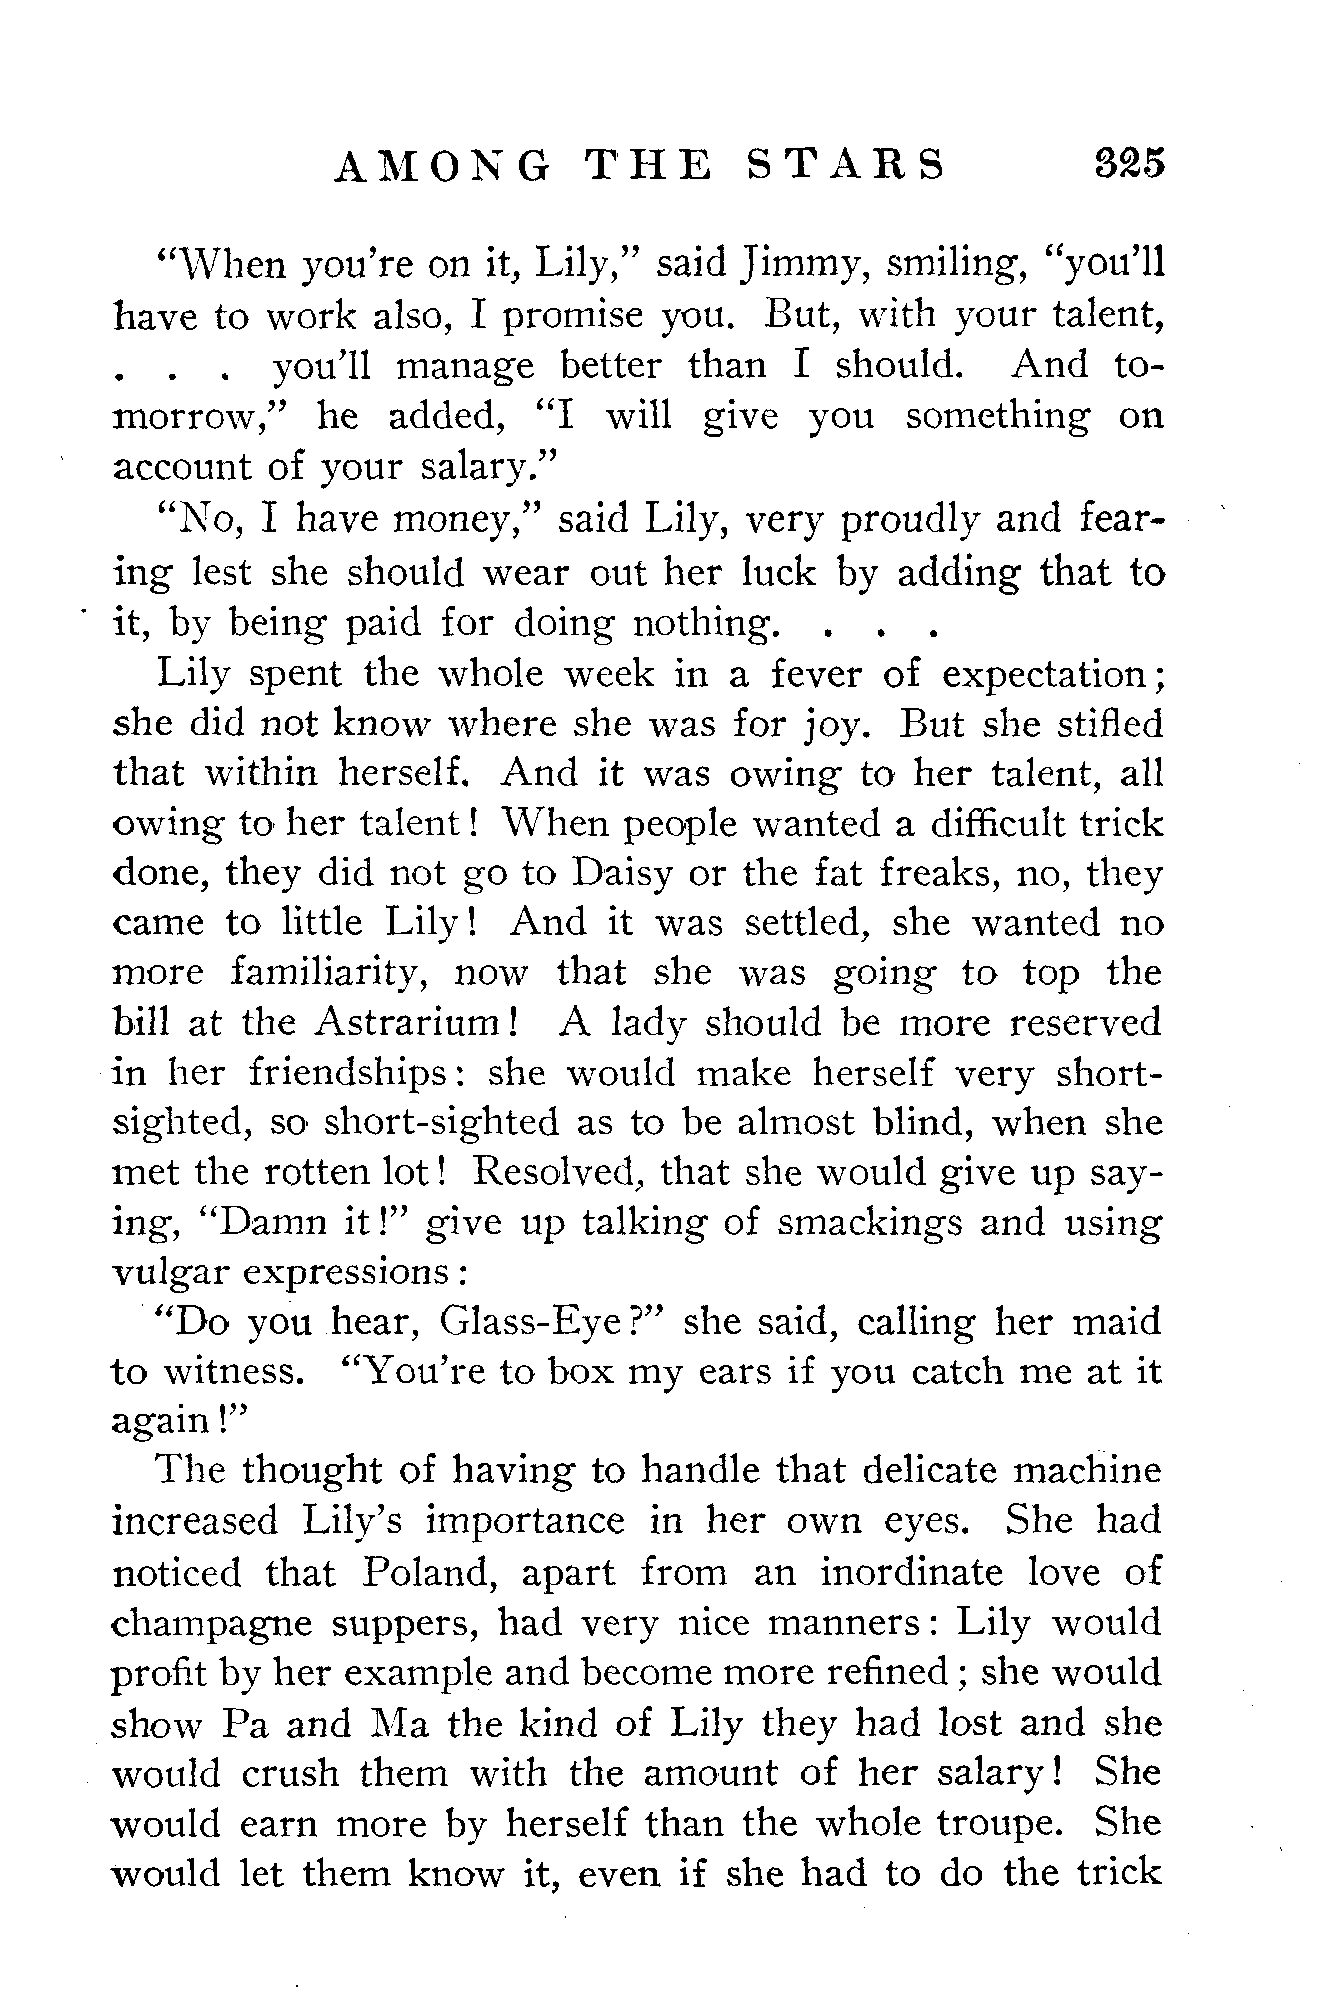 AMONG THE STARS 325
“When you’re on it, Lily,” said Jimmy, smiling, “you’ll
have to work also, I promise you. But, with your talent,
. . . you’ll manage better than I should. And to-
morrow,” he added, “I will give you something on
account of your salary.”
“No, I have money,” said Lily, very proudly and fear-
ing lest she should wear out her luck by adding that to
it, by being paid for doing nothing. . . .
Lily spent the whole week in a fever of expectation;
she did not know where she was for joy. But she stifled
that within herself. And it was owing to her talent, all
owing to her talent! When people wanted a difficult trick
done, they did not go to Daisy or the fat freaks, no, they
came to little Lily! And it was settled, she wanted no
more familiarity, now that she was going to top the
bill at the Astrarium! A lady should be more reserved
in her friendships: she would make herself very short-
sighted, so short-sighted as to be almost blind, when she
met the rotten lot! Resolved, that she would give up say-
ing, “Damn it!” give up talking of smackings and using
vulgar expressions:
“Do you hear, Glass-Eye?” she said, calling her maid
to witness. “You’re to box my ears if you catch me at it
again!”
The thought of having to handle that delicate machine
increased Lily’s importance in her own eyes. She had
noticed that Poland, apart from an inordinate love of
champagne suppers, had very nice manners: Lily would
profit by her example and become more refined; she would
show Pa and Ma the kind of Lily they had lost and she
would crush them with the amount of her salary! She
would earn more by herself than the whole troupe. She
would let them know it, even if she had to do the trick